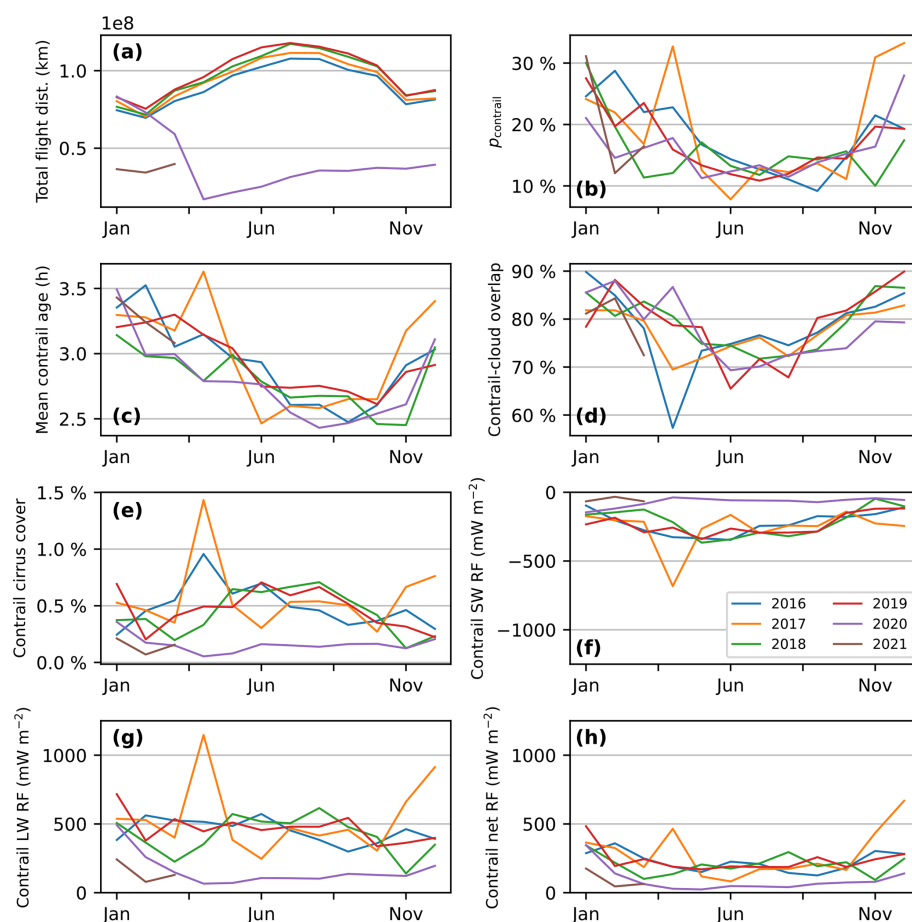 1e8
(a)
Total flight dist. (km)
1.0
0.5
Jan
Jun
Nov
(b)
p_contrail
30 %
20 %
10 %
Jan
Jun
Nov
(c)
Mean contrail age (h)
3.5
3.0
2.5
Jan
Jun
Nov
(d)
Contrail-cloud overlap
90 %
80 %
70 %
60 %
Jan
Jun
Nov
(e)
Contrail cirrus cover
1.5 %
1.0 %
0.5 %
0.0 %
Jan
Jun
Nov
(f)
Contrail SW RF (mW m⁻²)
0
−500
−1000
2016
2017
2018
2019
2020
2021
Jan
Jun
Nov
(g)
Contrail LW RF (mW m⁻²)
1000
500
0
Jan
Jun
Nov
(h)
Contrail net RF (mW m⁻²)
1000
500
0
Jan
Jun
Nov